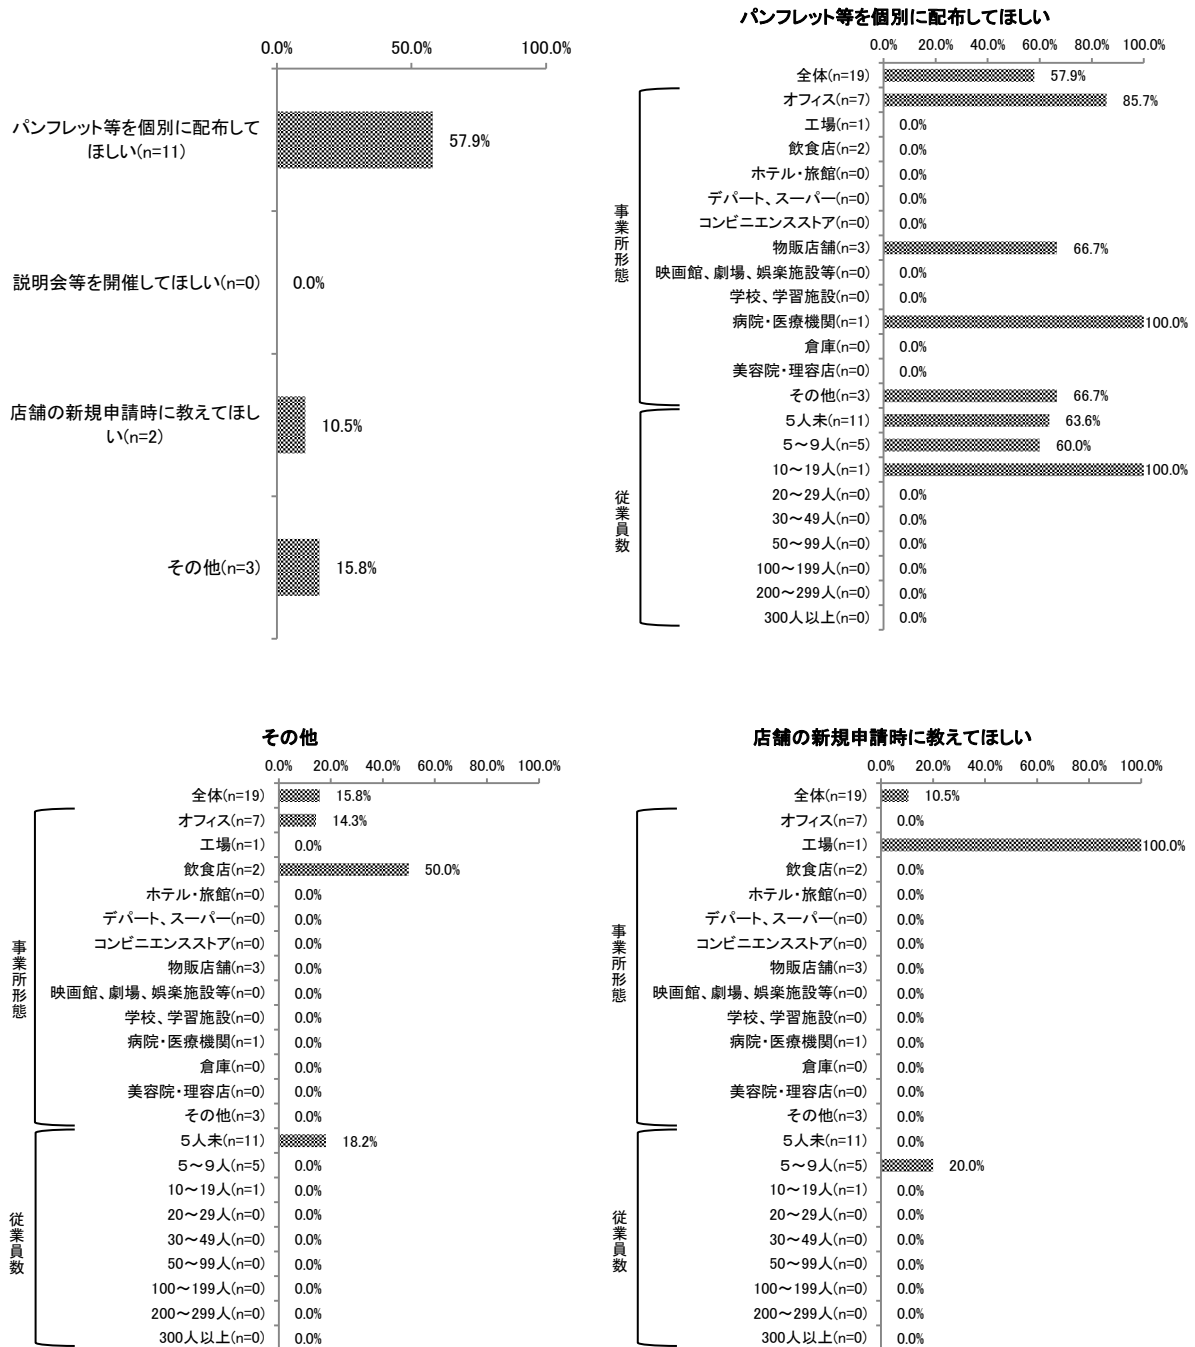 0.0% 50.0% 100.0%
パンフレット等を個別に配布して
ほしい(n=11)
57.9%
説明会等を開催してほしい(n=0) 0.0%
店舗の新規申請時に教えてほし
い(n=2)
10.5%
その他(n=3) 15.8%
パンフレット等を個別に配布してほしい
0.0% 20.0% 40.0% 60.0% 80.0% 100.0%
全体(n=19) 57.9%
事業所形態
オフィス(n=7) 85.7%
工場(n=1) 0.0%
飲食店(n=2) 0.0%
ホテル・旅館(n=0) 0.0%
デパート、スーパー(n=0) 0.0%
コンビニエンスストア(n=0) 0.0%
物販店舗(n=3) 66.7%
映画館、劇場、娯楽施設等(n=0) 0.0%
学校、学習施設(n=0) 0.0%
病院・医療機関(n=1) 100.0%
倉庫(n=0) 0.0%
美容院・理容店(n=0) 0.0%
その他(n=3) 66.7%
従業員数
5人未(n=11) 63.6%
5～9人(n=5) 60.0%
10～19人(n=1) 100.0%
20～29人(n=0) 0.0%
30～49人(n=0) 0.0%
50～99人(n=0) 0.0%
100～199人(n=0) 0.0%
200～299人(n=0) 0.0%
300人以上(n=0) 0.0%
その他
0.0% 20.0% 40.0% 60.0% 80.0% 100.0%
全体(n=19) 15.8%
事業所形態
オフィス(n=7) 14.3%
工場(n=1) 0.0%
飲食店(n=2) 50.0%
ホテル・旅館(n=0) 0.0%
デパート、スーパー(n=0) 0.0%
コンビニエンスストア(n=0) 0.0%
物販店舗(n=3) 0.0%
映画館、劇場、娯楽施設等(n=0) 0.0%
学校、学習施設(n=0) 0.0%
病院・医療機関(n=1) 0.0%
倉庫(n=0) 0.0%
美容院・理容店(n=0) 0.0%
その他(n=3) 0.0%
従業員数
5人未(n=11) 18.2%
5～9人(n=5) 0.0%
10～19人(n=1) 0.0%
20～29人(n=0) 0.0%
30～49人(n=0) 0.0%
50～99人(n=0) 0.0%
100～199人(n=0) 0.0%
200～299人(n=0) 0.0%
300人以上(n=0) 0.0%
店舗の新規申請時に教えてほしい
0.0% 20.0% 40.0% 60.0% 80.0% 100.0%
全体(n=19) 10.5%
事業所形態
オフィス(n=7) 0.0%
工場(n=1) 100.0%
飲食店(n=2) 0.0%
ホテル・旅館(n=0) 0.0%
デパート、スーパー(n=0) 0.0%
コンビニエンスストア(n=0) 0.0%
物販店舗(n=3) 0.0%
映画館、劇場、娯楽施設等(n=0) 0.0%
学校、学習施設(n=0) 0.0%
病院・医療機関(n=1) 0.0%
倉庫(n=0) 0.0%
美容院・理容店(n=0) 0.0%
その他(n=3) 0.0%
従業員数
5人未(n=11) 0.0%
5～9人(n=5) 20.0%
10～19人(n=1) 0.0%
20～29人(n=0) 0.0%
30～49人(n=0) 0.0%
50～99人(n=0) 0.0%
100～199人(n=0) 0.0%
200～299人(n=0) 0.0%
300人以上(n=0) 0.0%